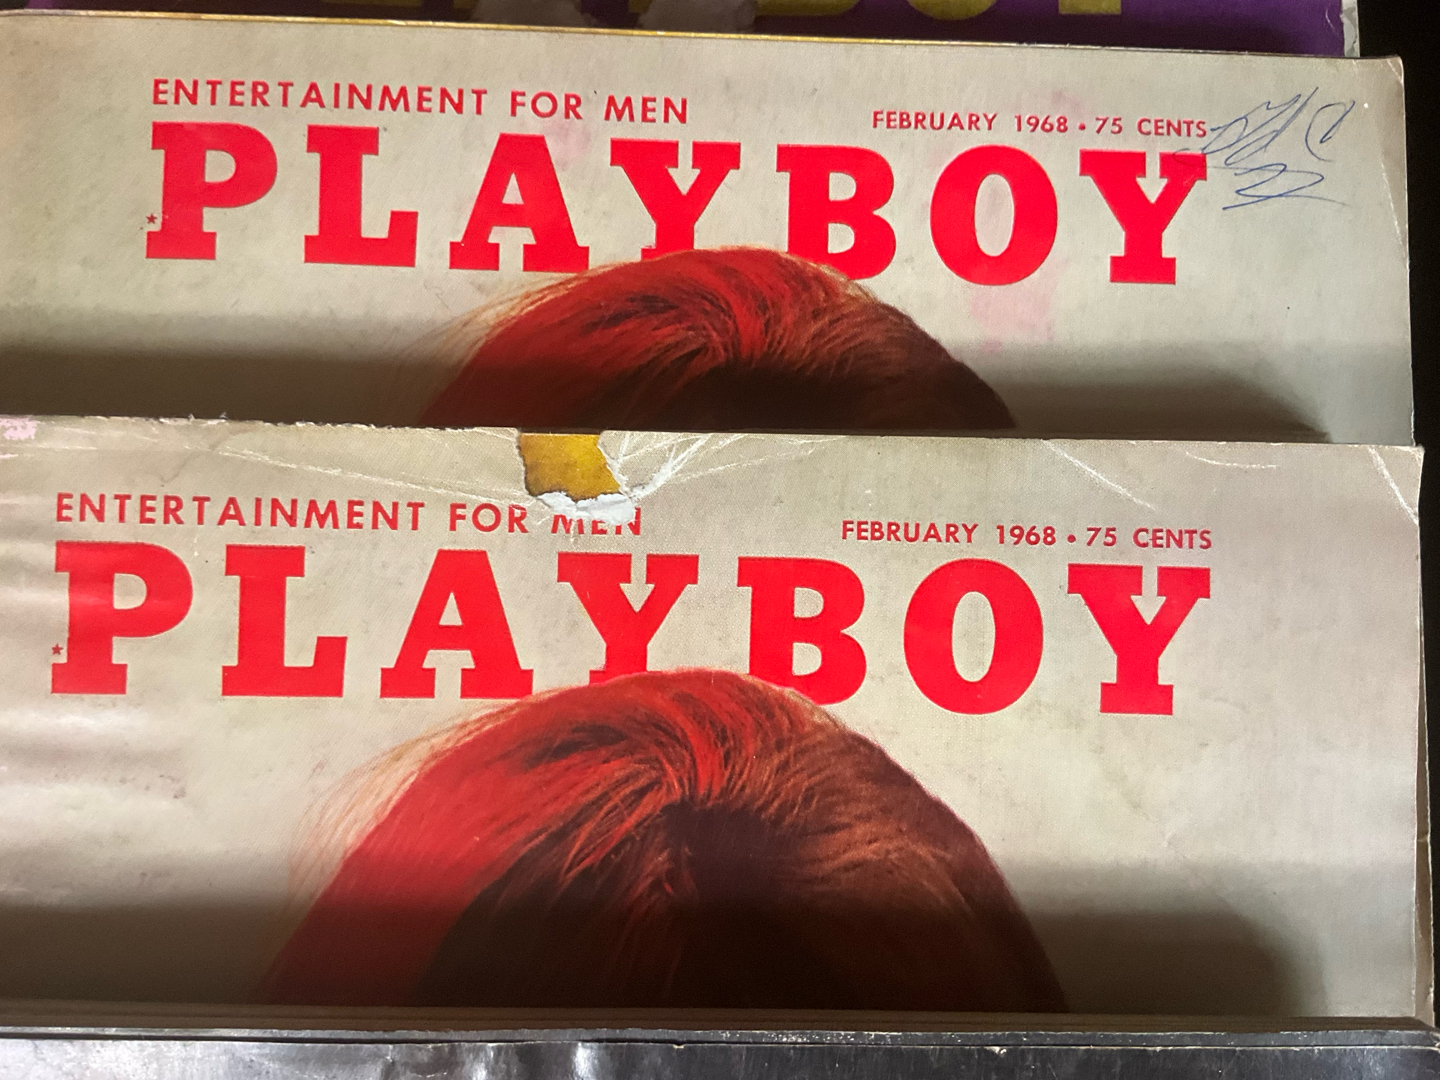 ENTERTAINMENT FOR MEN
FEBRUARY 1968 • 75 CENTS
PLAYBOY
ENTERTAINMENT FOR MEN
FEBRUARY 1968 • 75 CENTS
PLAYBOY